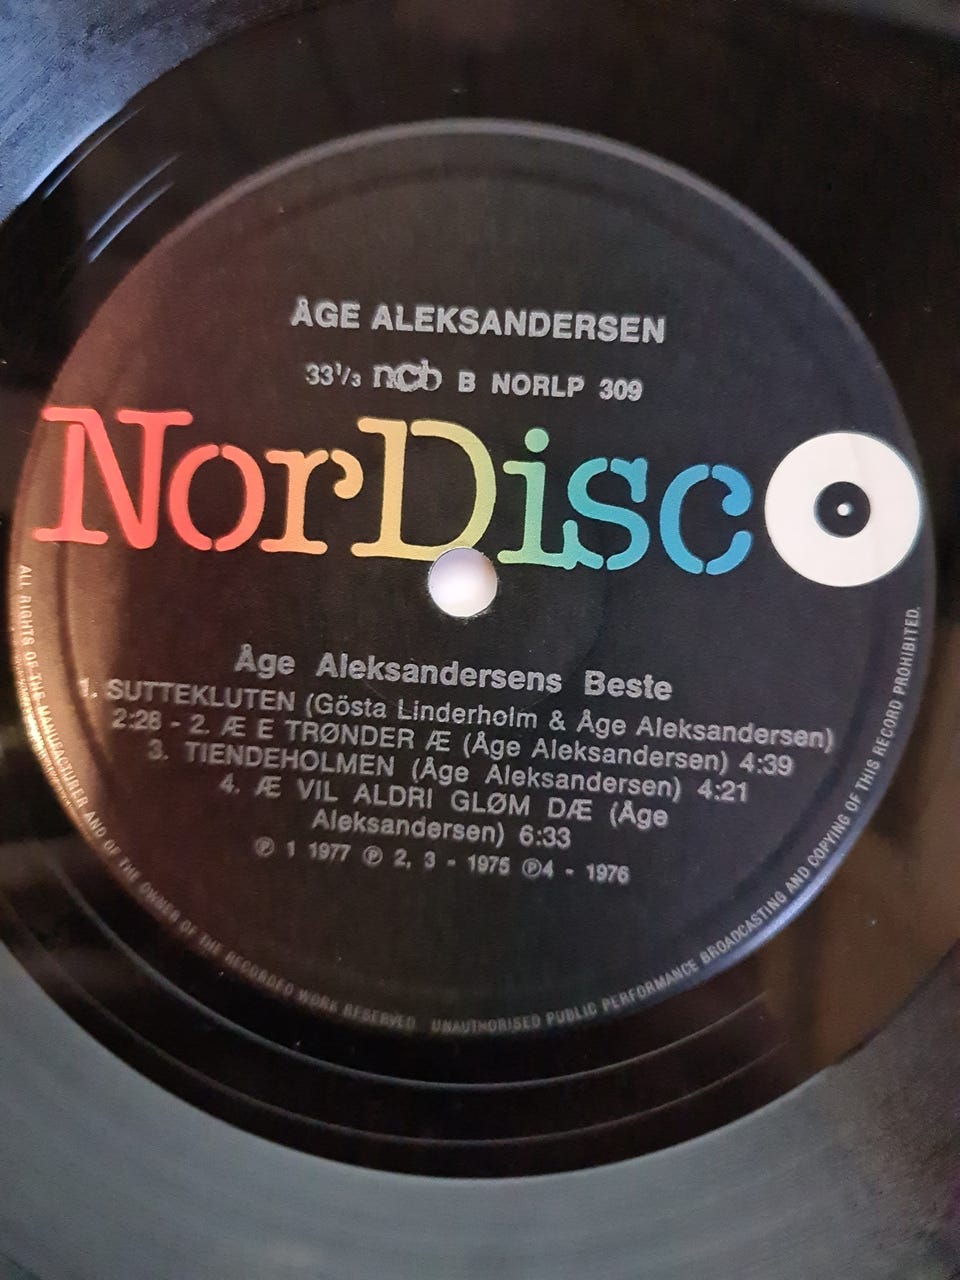 ÅGE ALEKSANDERSEN
33⅓ ncb B NORLP 309
NorDisco
Åge Aleksandersens Beste
1. SUTTEKLUTEN (Gösta Linderholm & Åge Aleksandersen)
2:28 - 2. Æ E TRØNDER Æ (Åge Aleksandersen) 4:39
3. TIENDEHOLMEN (Åge Aleksandersen) 4:21
4. Æ VIL ALDRI GLØM DÆ (Åge
Aleksandersen) 6:33
℗ 1 1977 ℗ 2, 3 - 1975 ℗4 - 1976
ALL RIGHTS OF THE MANUFACTURER AND OF THE OWNER OF THE RECORDED WORK RESERVED UNAUTHORISED PUBLIC PERFORMANCE BROADCASTING AND COPYING OF THIS RECORD PROHIBITED.